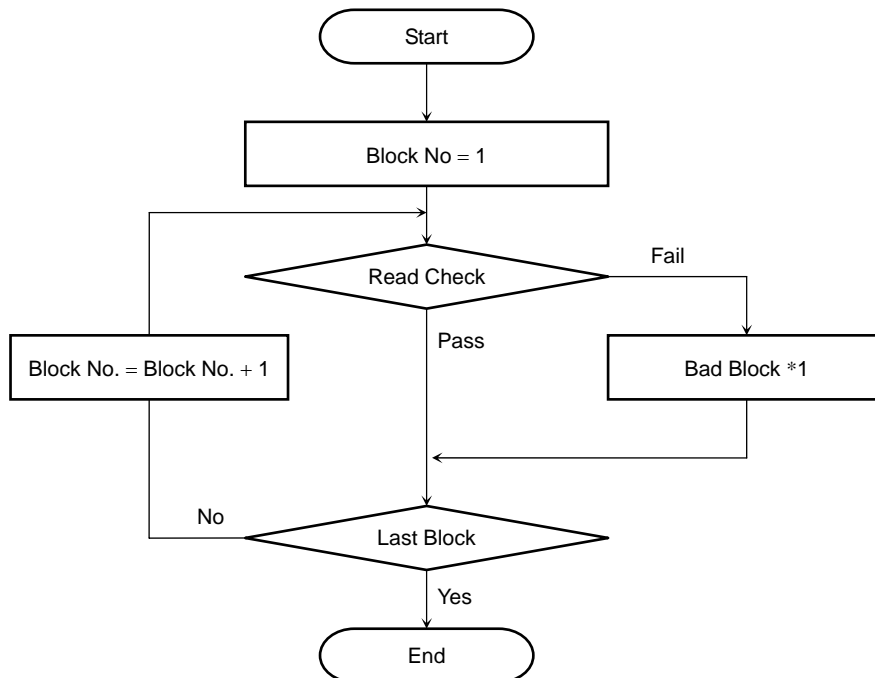 Start
Block No = 1
Read Check
Fail
Pass
Block No. = Block No. + 1
Bad Block *1
No
Last Block
Yes
End